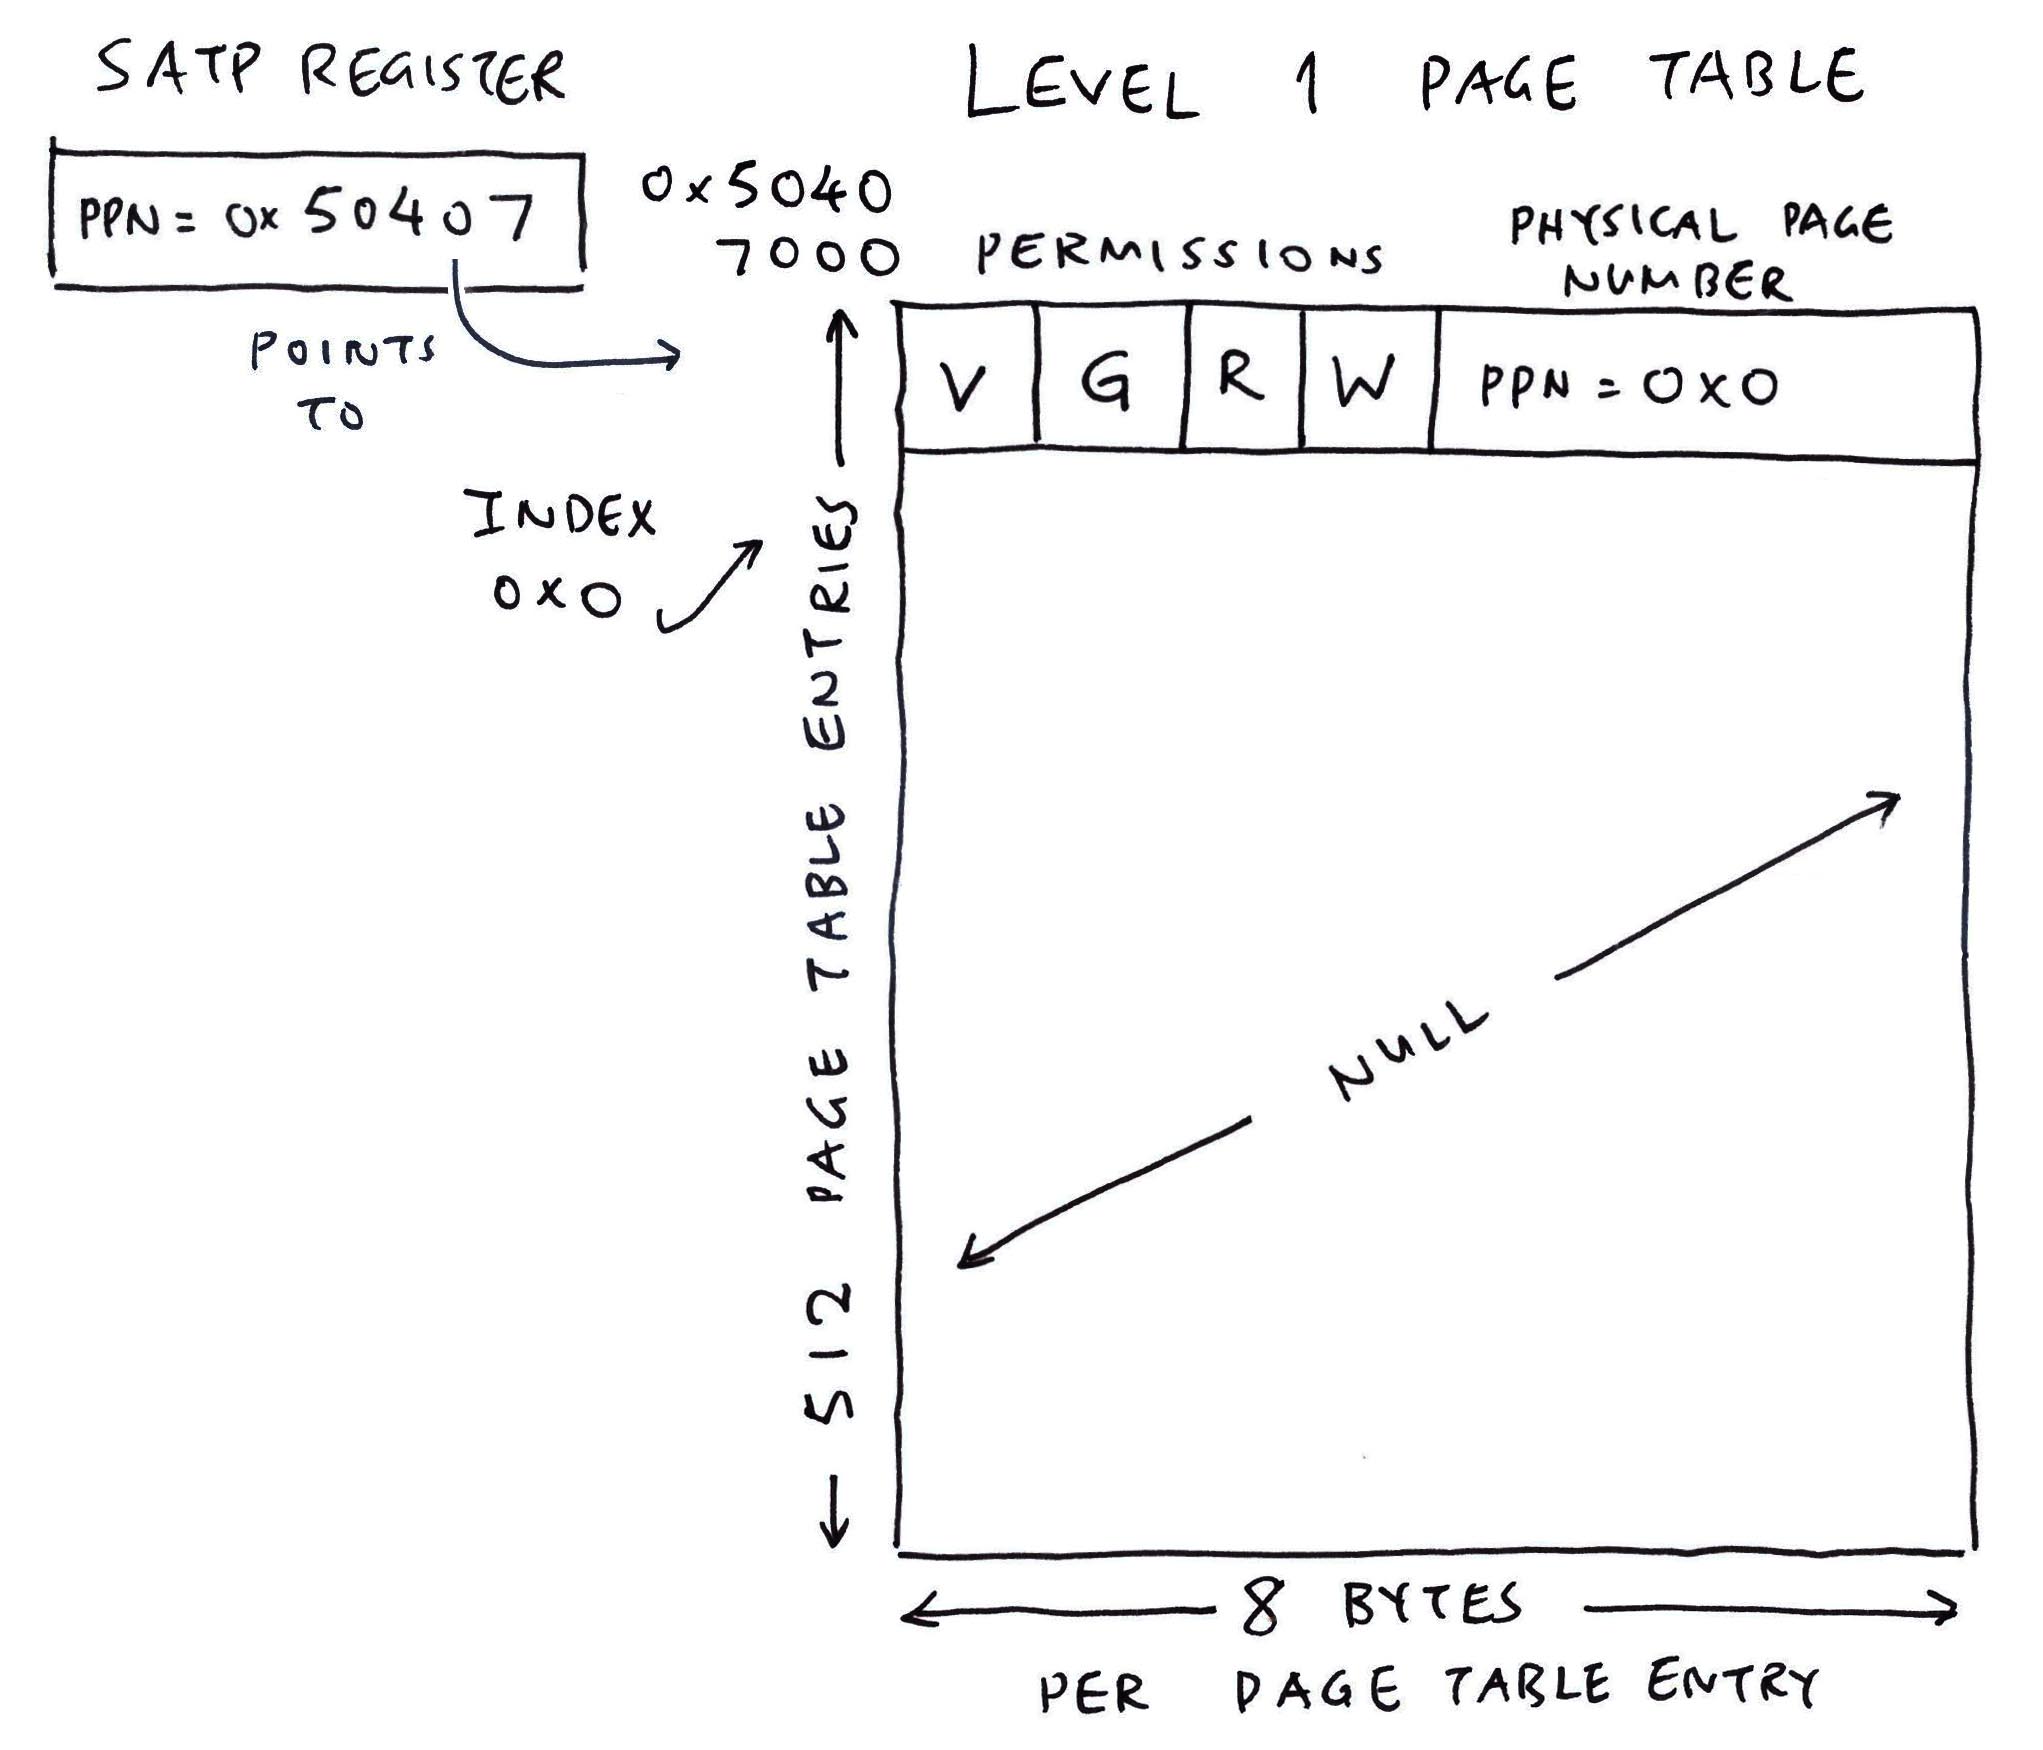 SATP REGISTER
LEVEL 1 PAGE TABLE
PPN = 0x 50407
0x5040
7000
PERMISSIONS
PHYSICAL PAGE
NUMBER
V G R W PPN = 0x0
POINTS
TO
INDEX
0x0
512 PAGE TABLE ENTRIES
NULL
8 BYTES
PER PAGE TABLE ENTRY